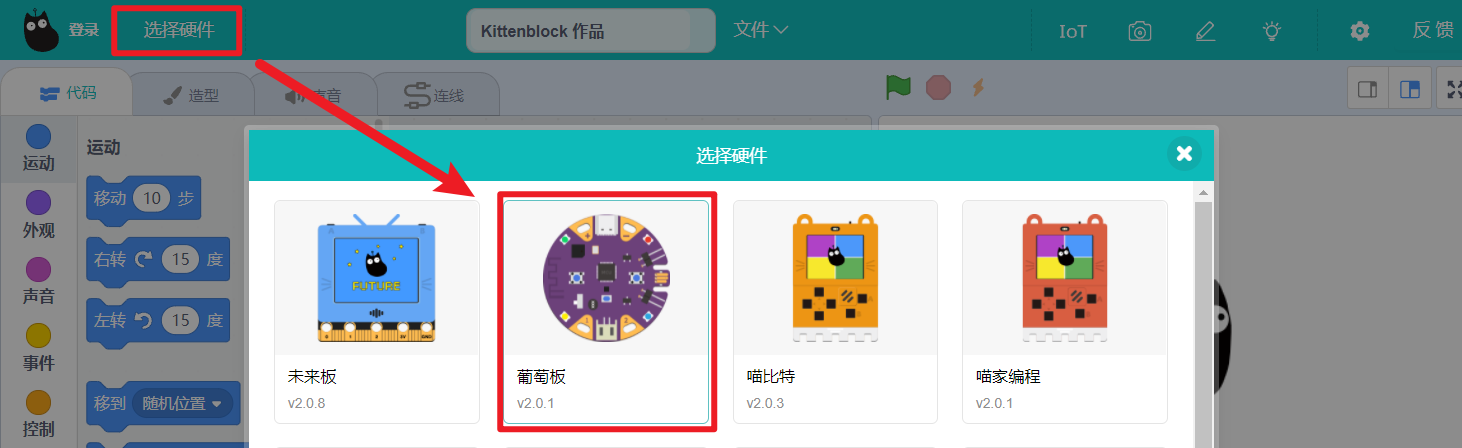 登录 选择硬件 Kittenblock 作品 文件 IoT 反馈
代码 造型 声音 连线
运动
外观
声音
事件
控制
运动
移动 10 步
右转 15 度
左转 15 度
移到 随机位置
选择硬件
FUTURE
未来板
v2.0.8
葡萄板
v2.0.1
喵比特
v2.0.3
喵家编程
v2.0.1